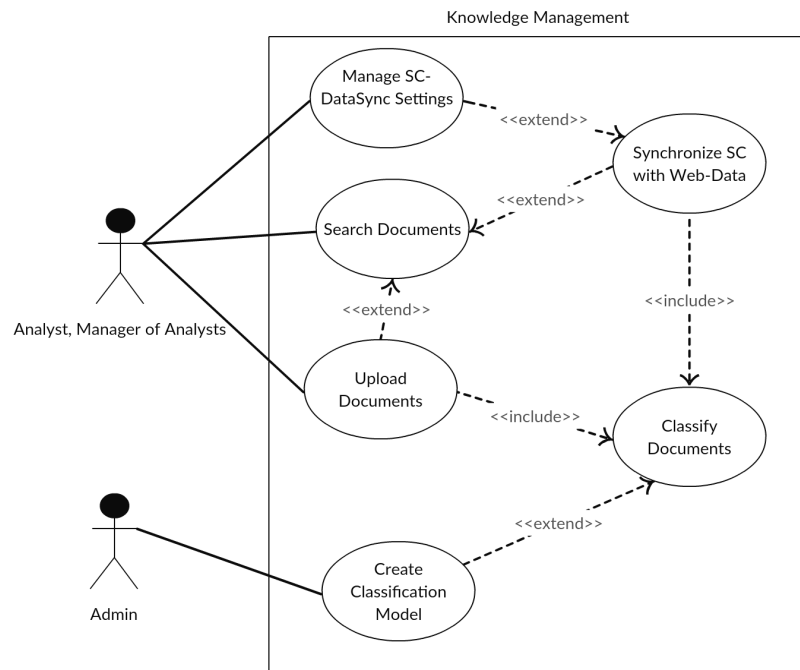 Knowledge Management
Manage SC-
DataSync Settings
<<extend>>
Synchronize SC
with Web-Data
<<extend>>
Search Documents
<<include>>
<<extend>>
Analyst, Manager of Analysts
Upload
Documents
<<include>>
Classify
Documents
<<extend>>
Create
Classification
Model
Admin